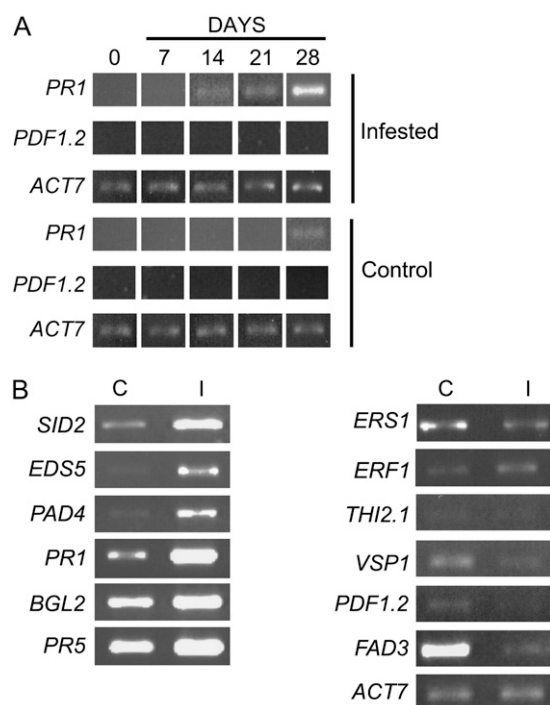 A
DAYS
0 7 14 21 28
PR1
PDF1.2
ACT7
Infested
PR1
PDF1.2
ACT7
Control
B
C I
SID2
EDS5
PAD4
PR1
BGL2
PR5
C I
ERS1
ERF1
THI2.1
VSP1
PDF1.2
FAD3
ACT7